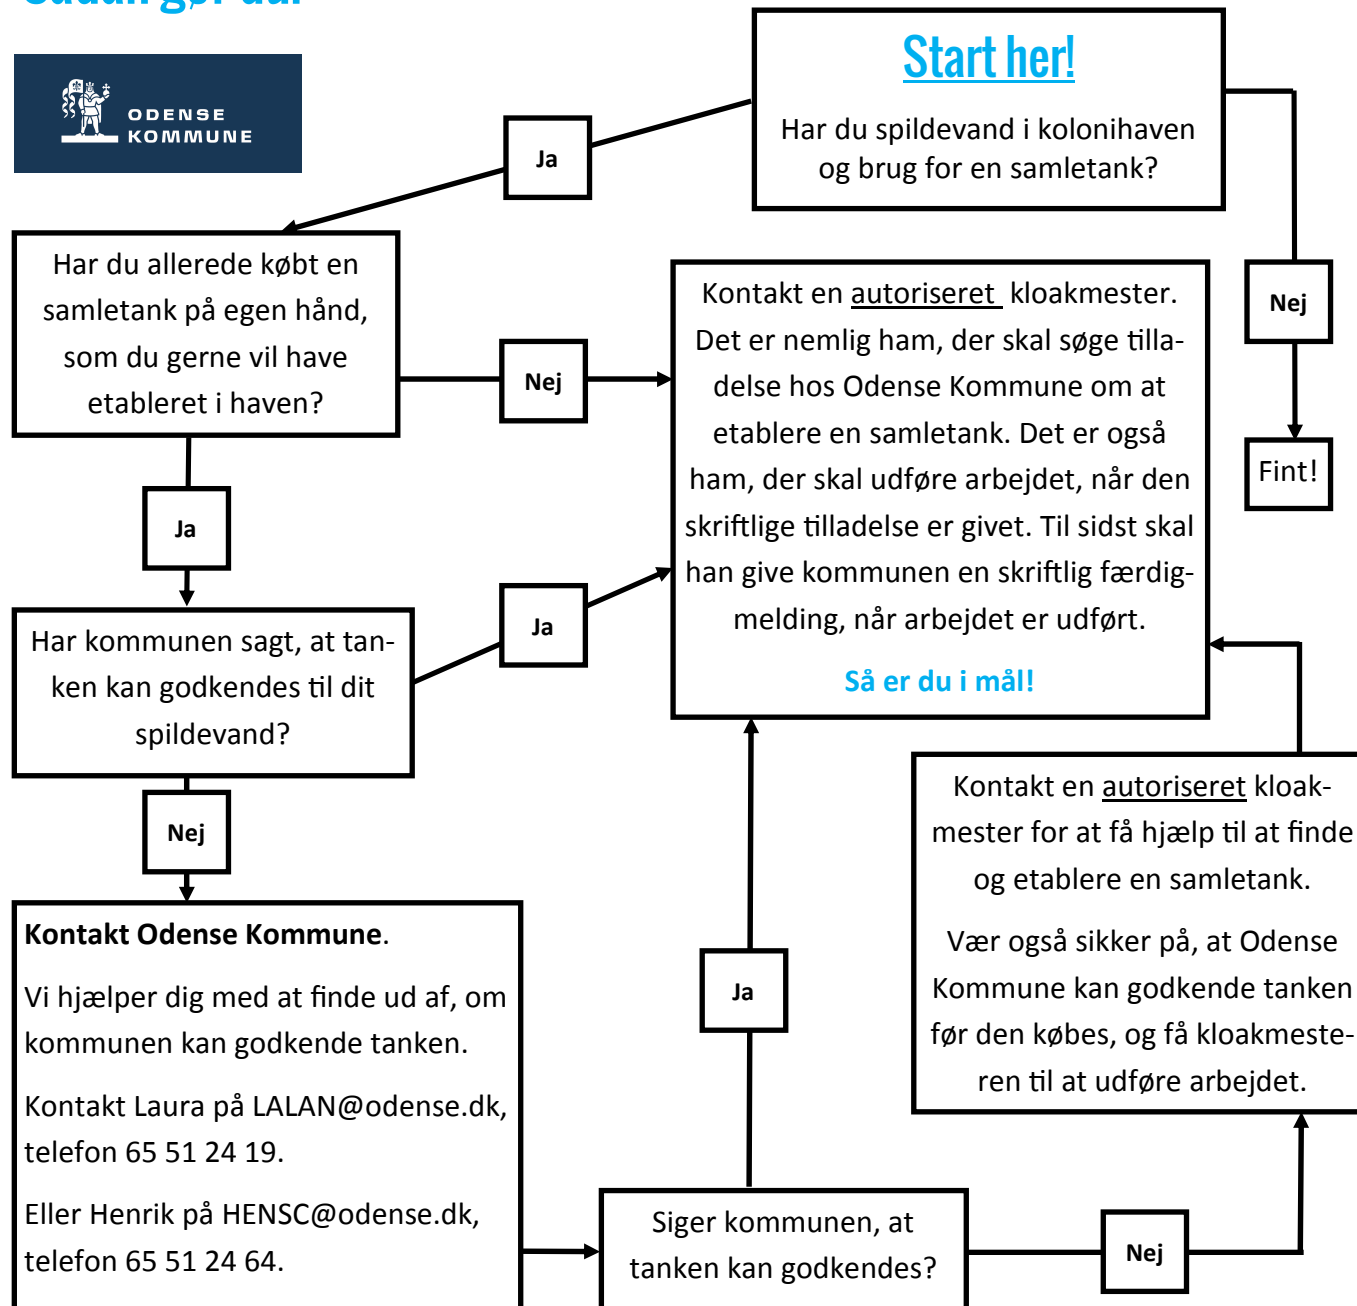 Sådan gør du:
ODENSE
KOMMUNE
Start her!
Har du spildevand i kolonihaven
og brug for en samletank?
Ja
Nej
Fint!
Har du allerede købt en
samletank på egen hånd,
som du gerne vil have
etableret i haven?
Nej
Ja
Kontakt en autoriseret kloakmester.
Det er nemlig ham, der skal søge tilla-
delse hos Odense Kommune om at
etablere en samletank. Det er også
ham, der skal udføre arbejdet, når den
skriftlige tilladelse er givet. Til sidst skal
han give kommunen en skriftlig færdig-
melding, når arbejdet er udført.
Så er du i mål!
Har kommunen sagt, at tan-
ken kan godkendes til dit
spildevand?
Ja
Nej
Kontakt Odense Kommune.
Vi hjælper dig med at finde ud af, om
kommunen kan godkende tanken.
Kontakt Laura på LALAN@odense.dk,
telefon 65 51 24 19.
Eller Henrik på HENSC@odense.dk,
telefon 65 51 24 64.
Siger kommunen, at
tanken kan godkendes?
Ja
Nej
Kontakt en autoriseret kloak-
mester for at få hjælp til at finde
og etablere en samletank.
Vær også sikker på, at Odense
Kommune kan godkende tanken
før den købes, og få kloakmeste-
ren til at udføre arbejdet.